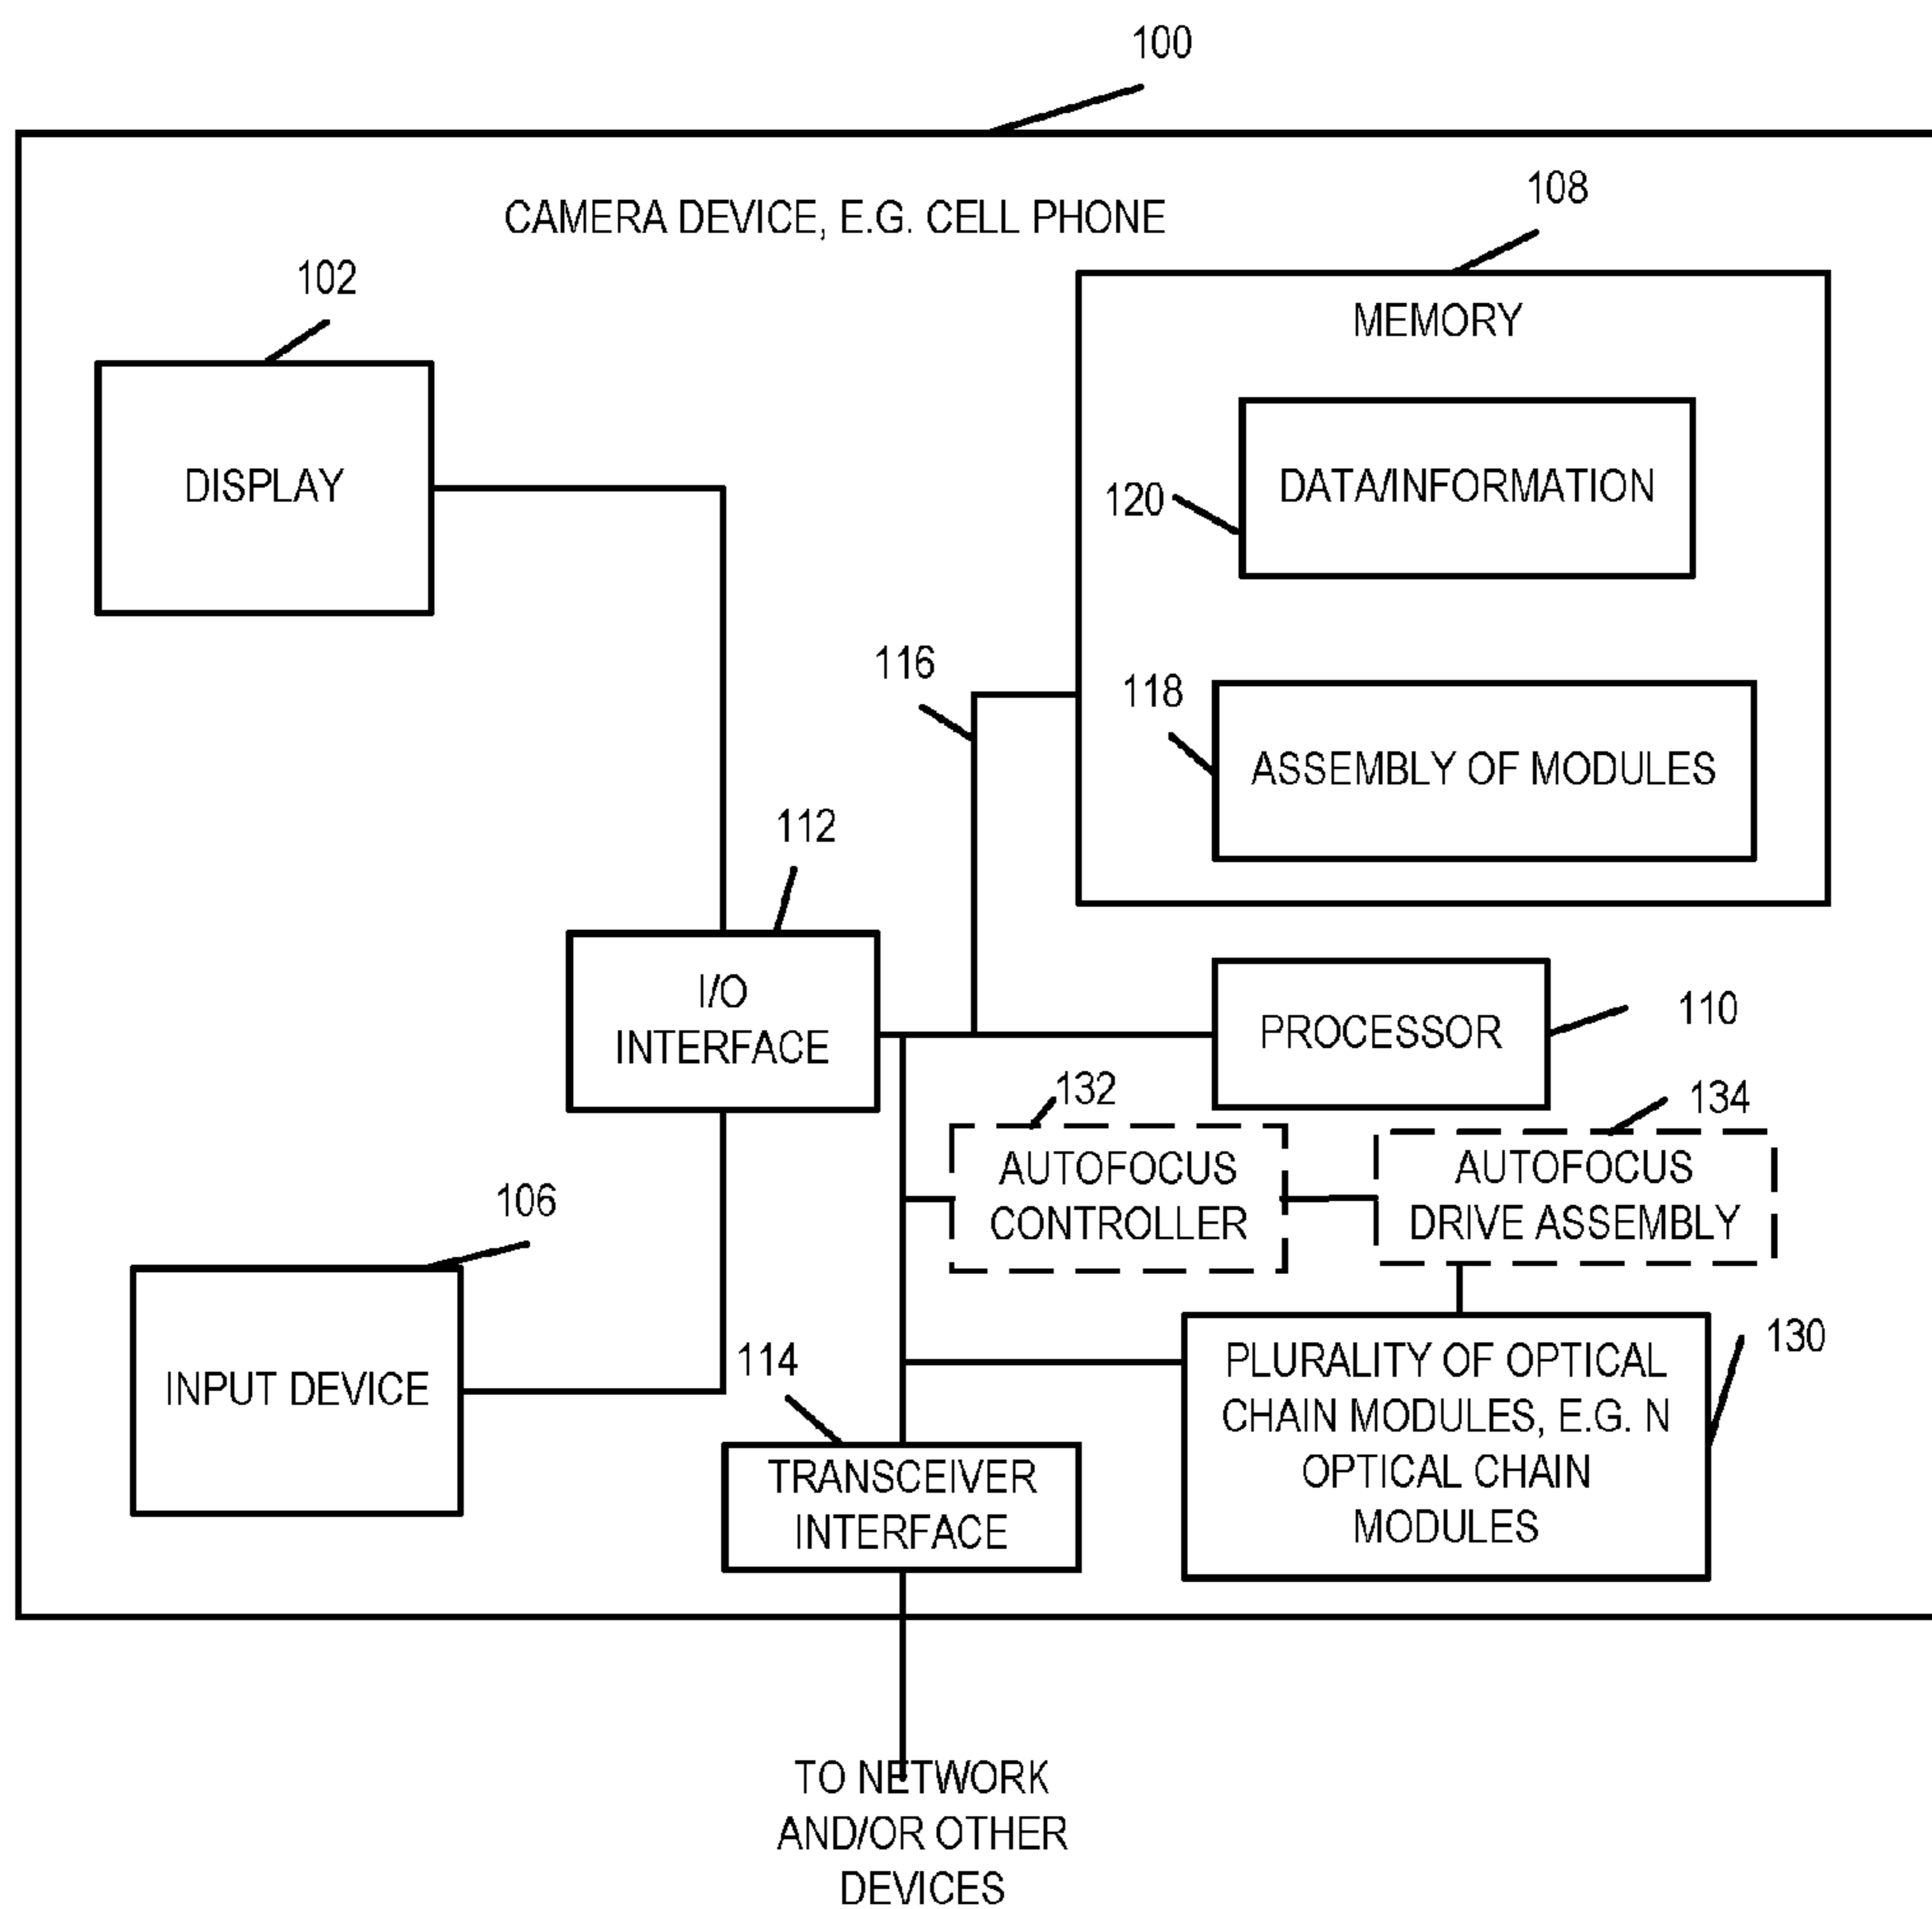 100
CAMERA DEVICE, E.G. CELL PHONE
108
102
MEMORY
DISPLAY
DATA/INFORMATION
120
116
118
ASSEMBLY OF MODULES
112
I/O
INTERFACE
PROCESSOR
110
132
134
AUTOFOCUS
CONTROLLER
AUTOFOCUS
DRIVE ASSEMBLY
106
INPUT DEVICE
114
130
PLURALITY OF OPTICAL
CHAIN MODULES, E.G. N
OPTICAL CHAIN
MODULES
TRANSCEIVER
INTERFACE
TO NETWORK
AND/OR OTHER
DEVICES